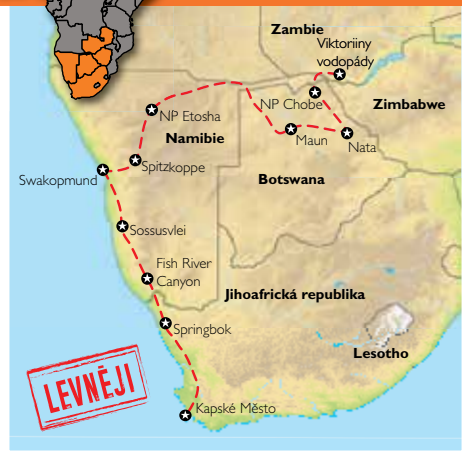 Zambie
Viktoriiny
vodopády
NP Etosha
NP Chobe
Zimbabwe
Namibie
Maun
Nata
Spitzkoppe
Swakopmund
Botswana
Sossusvlei
Fish River
Canyon
Jihoafrická republika
Springbok
Lesotho
LEVNĚJI
Kapské Město